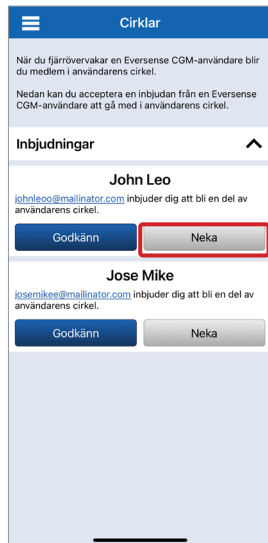 Cirklar
När du fjärrövervakar en Eversense CGM-användare blir
du medlem i användarens cirkel.
Nedan kan du acceptera en inbjudan från en Eversense
CGM-användare att gå med i användarens cirkel.
Inbjudningar
John Leo
johnleoo@mailinator.com inbjuder dig att bli en del av
användarens cirkel.
Godkänn Neka
Jose Mike
josemikee@mailinator.com inbjuder dig att bli en del av
användarens cirkel.
Godkänn Neka